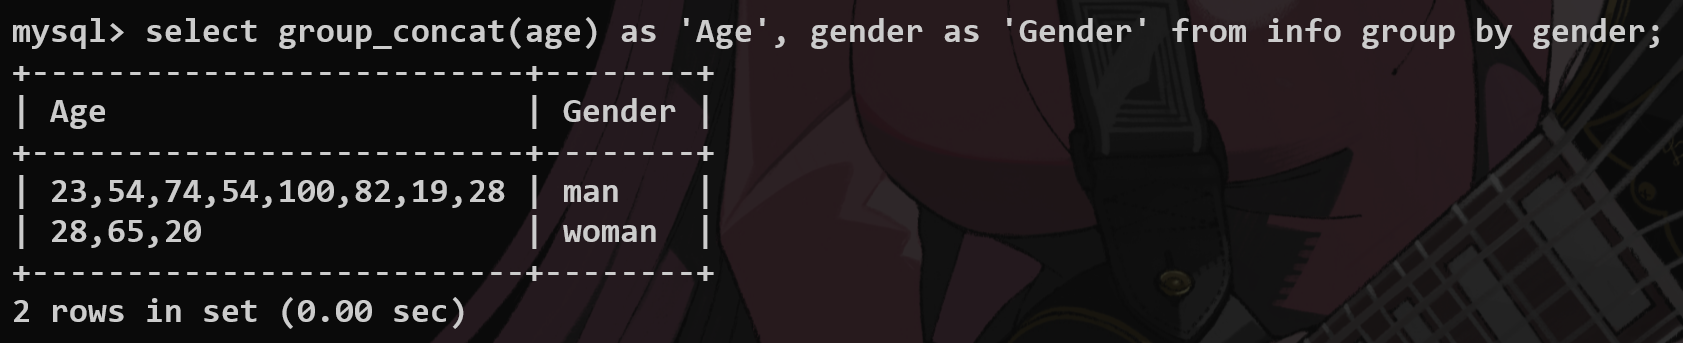 mysql> select group_concat(age) as 'Age', gender as 'Gender' from info group by gender;
+--------------------------+--------+
| Age                      | Gender |
+--------------------------+--------+
| 23,54,74,54,100,82,19,28 | man    |
| 28,65,20                 | woman  |
+--------------------------+--------+
2 rows in set (0.00 sec)